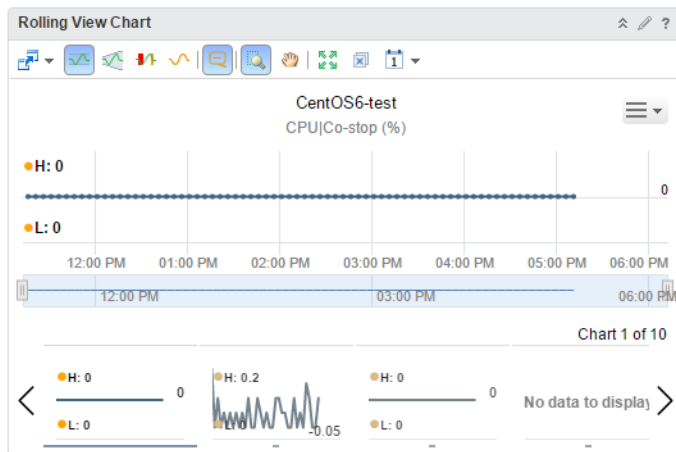 Rolling View Chart
?
1
CentOS6-test
CPU|Co-stop (%)
H: 0
0
L: 0
12:00 PM 01:00 PM 02:00 PM 03:00 PM 04:00 PM 05:00 PM 06:00 PM
12:00 PM 03:00 PM 06:00 PM
Chart 1 of 10
H: 0 H: 0.2 H: 0
0 0
No data to display
L: 0 L: 0 -0.05 L: 0